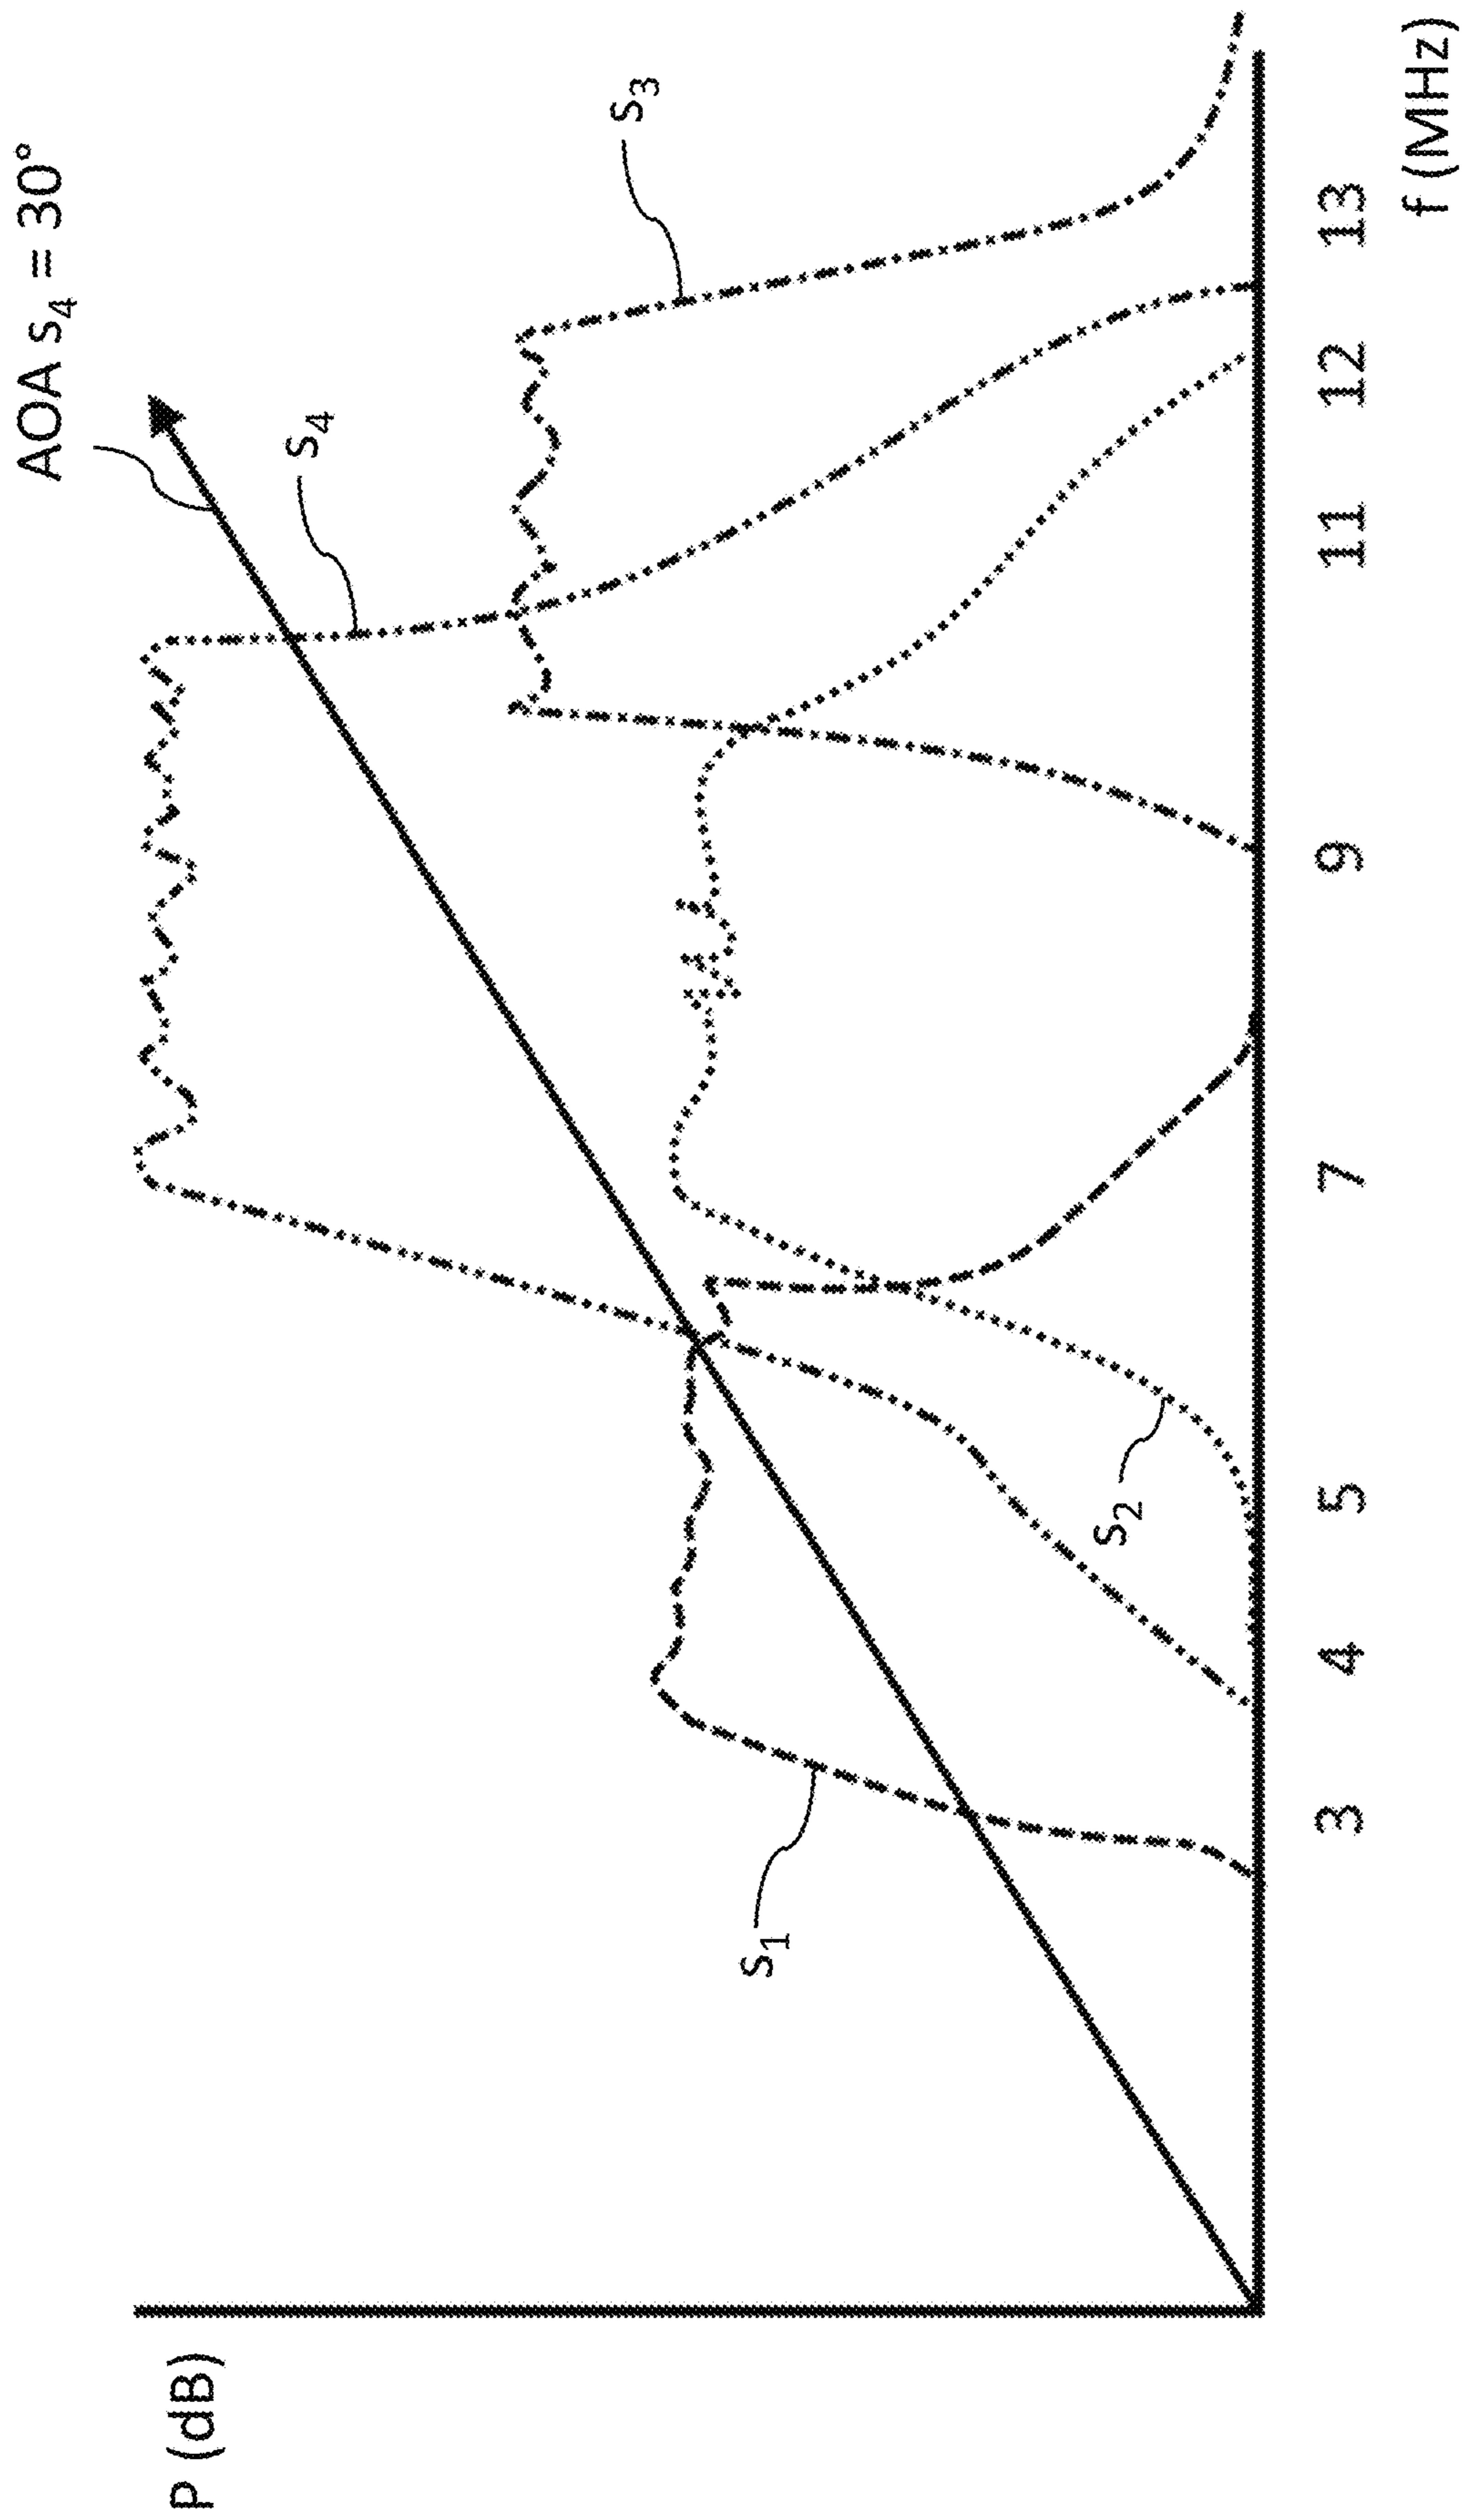 P (dB)
AOA s4 = 30°
s4
s3
s1
s2
3 4 5 7 9 11 12 13
f (MHz)